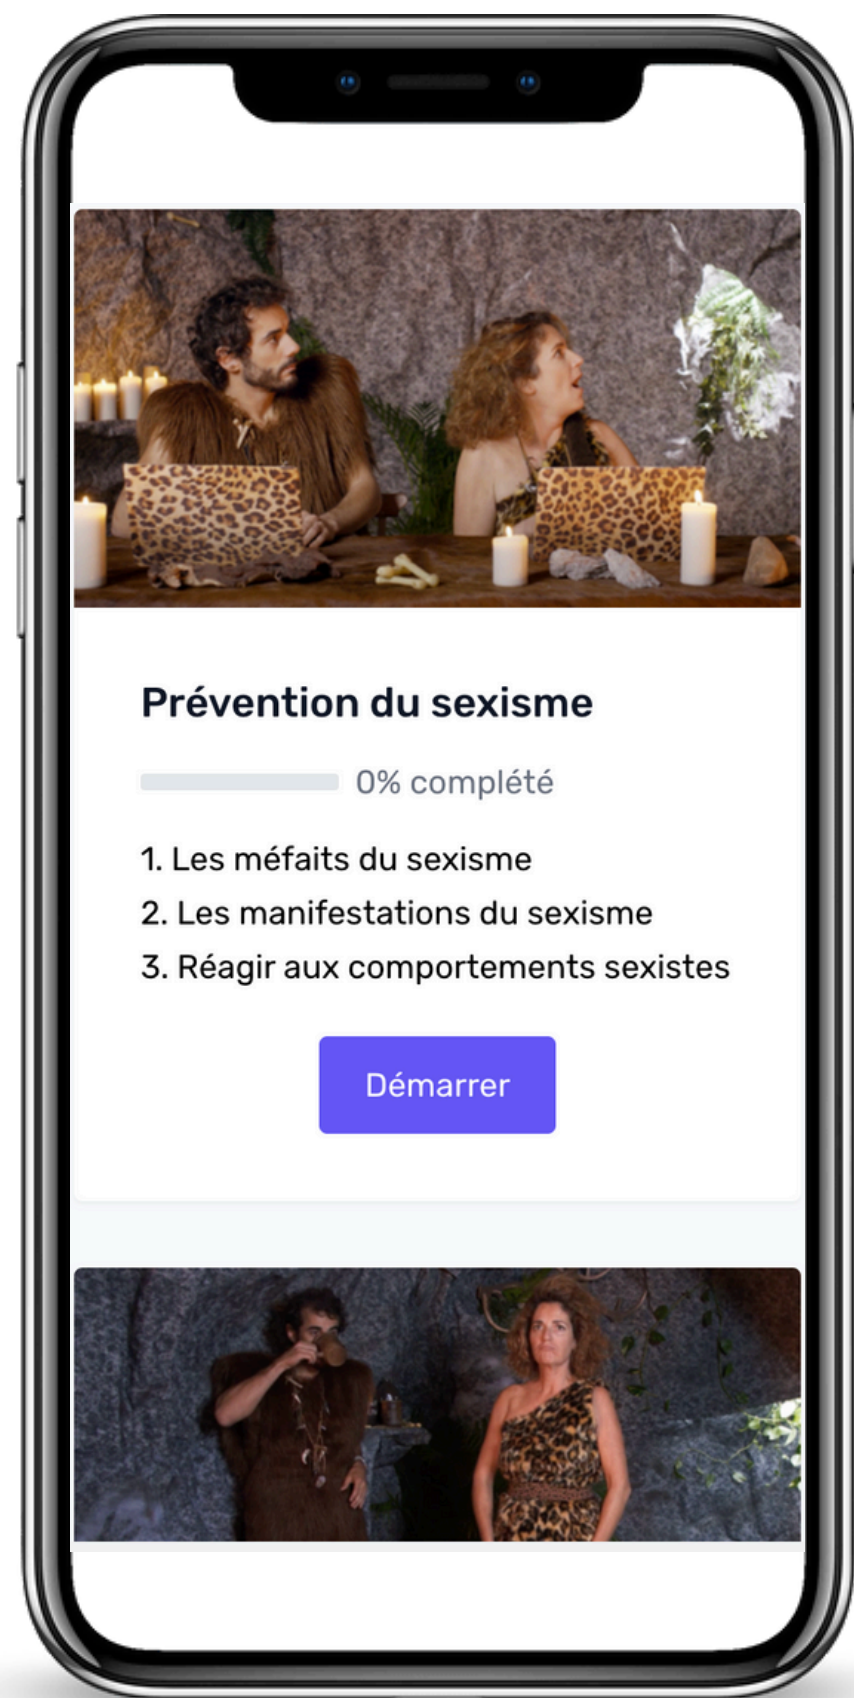 Prévention du sexisme
0% complété
1. Les méfaits du sexisme
2. Les manifestations du sexisme
3. Réagir aux comportements sexistes
Démarrer